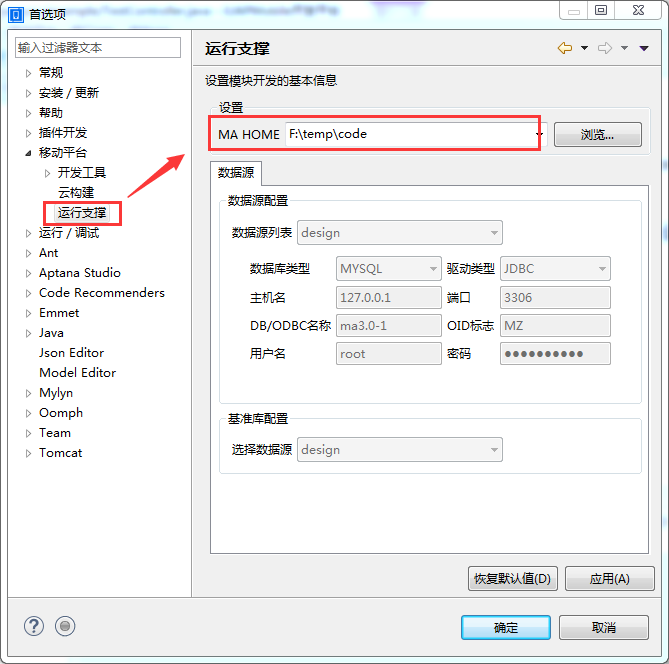 首选项
输入过滤器文本
常规
安装 / 更新
帮助
插件开发
移动平台
开发工具
云构建
运行支撑
运行 / 调试
Ant
Aptana Studio
Code Recommenders
Emmet
Java
Json Editor
Model Editor
Mylyn
Oomph
Team
Tomcat
运行支撑
设置模块开发的基本信息
设置
MA HOME F:\temp\code 浏览...
数据源
数据源配置
数据源列表 design
数据库类型 MYSQL 驱动类型 JDBC
主机名 127.0.0.1 端口 3306
DB/ODBC名称 ma3.0-1 OID标志 MZ
用户名 root 密码 ●●●●●●●●●●
基准库配置
选择数据源 design
恢复默认值(D) 应用(A)
确定 取消